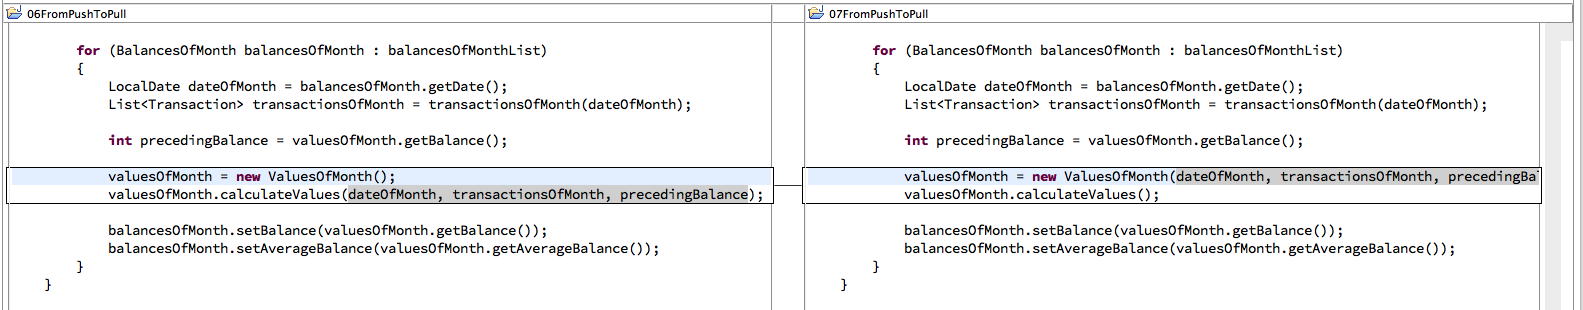 06FromPushToPull
for (BalancesOfMonth balancesOfMonth : balancesOfMonthList)
{
LocalDate dateOfMonth = balancesOfMonth.getDate();
List<Transaction> transactionsOfMonth = transactionsOfMonth(dateOfMonth);
int precedingBalance = valuesOfMonth.getBalance();
valuesOfMonth = new ValuesOfMonth();
valuesOfMonth.calculateValues(dateOfMonth, transactionsOfMonth, precedingBalance);
balancesOfMonth.setBalance(valuesOfMonth.getBalance());
balancesOfMonth.setAverageBalance(valuesOfMonth.getAverageBalance());
}
}
07FromPushToPull
for (BalancesOfMonth balancesOfMonth : balancesOfMonthList)
{
LocalDate dateOfMonth = balancesOfMonth.getDate();
List<Transaction> transactionsOfMonth = transactionsOfMonth(dateOfMonth);
int precedingBalance = valuesOfMonth.getBalance();
valuesOfMonth = new ValuesOfMonth(dateOfMonth, transactionsOfMonth, precedingBal
valuesOfMonth.calculateValues();
balancesOfMonth.setBalance(valuesOfMonth.getBalance());
balancesOfMonth.setAverageBalance(valuesOfMonth.getAverageBalance());
}
}